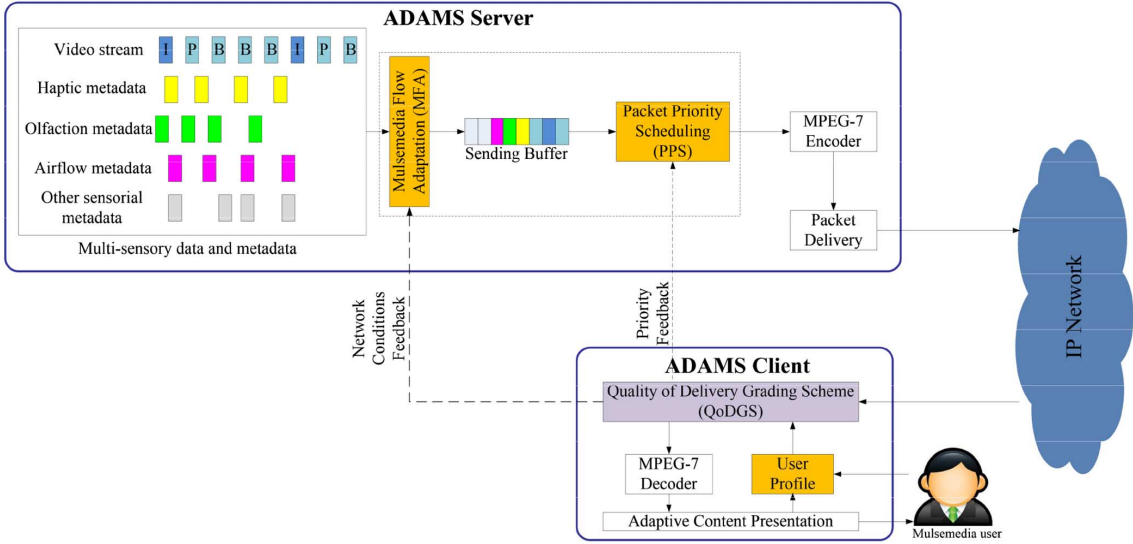 ADAMS Server
Video stream
I P B B B I P B
Haptic metadata
Olfaction metadata
Airflow metadata
Other sensorial
metadata
Multi-sensory data and metadata
Mulsemedia Flow
Adaptation (MFA)
Sending Buffer
Packet Priority
Scheduling
(PPS)
MPEG-7
Encoder
Packet
Delivery
IP Network
Network
Conditions
Feedback
Priority
Feedback
ADAMS Client
Quality of Delivery Grading Scheme
(QoDGS)
MPEG-7
Decoder
User
Profile
Adaptive Content Presentation
Mulsemedia user